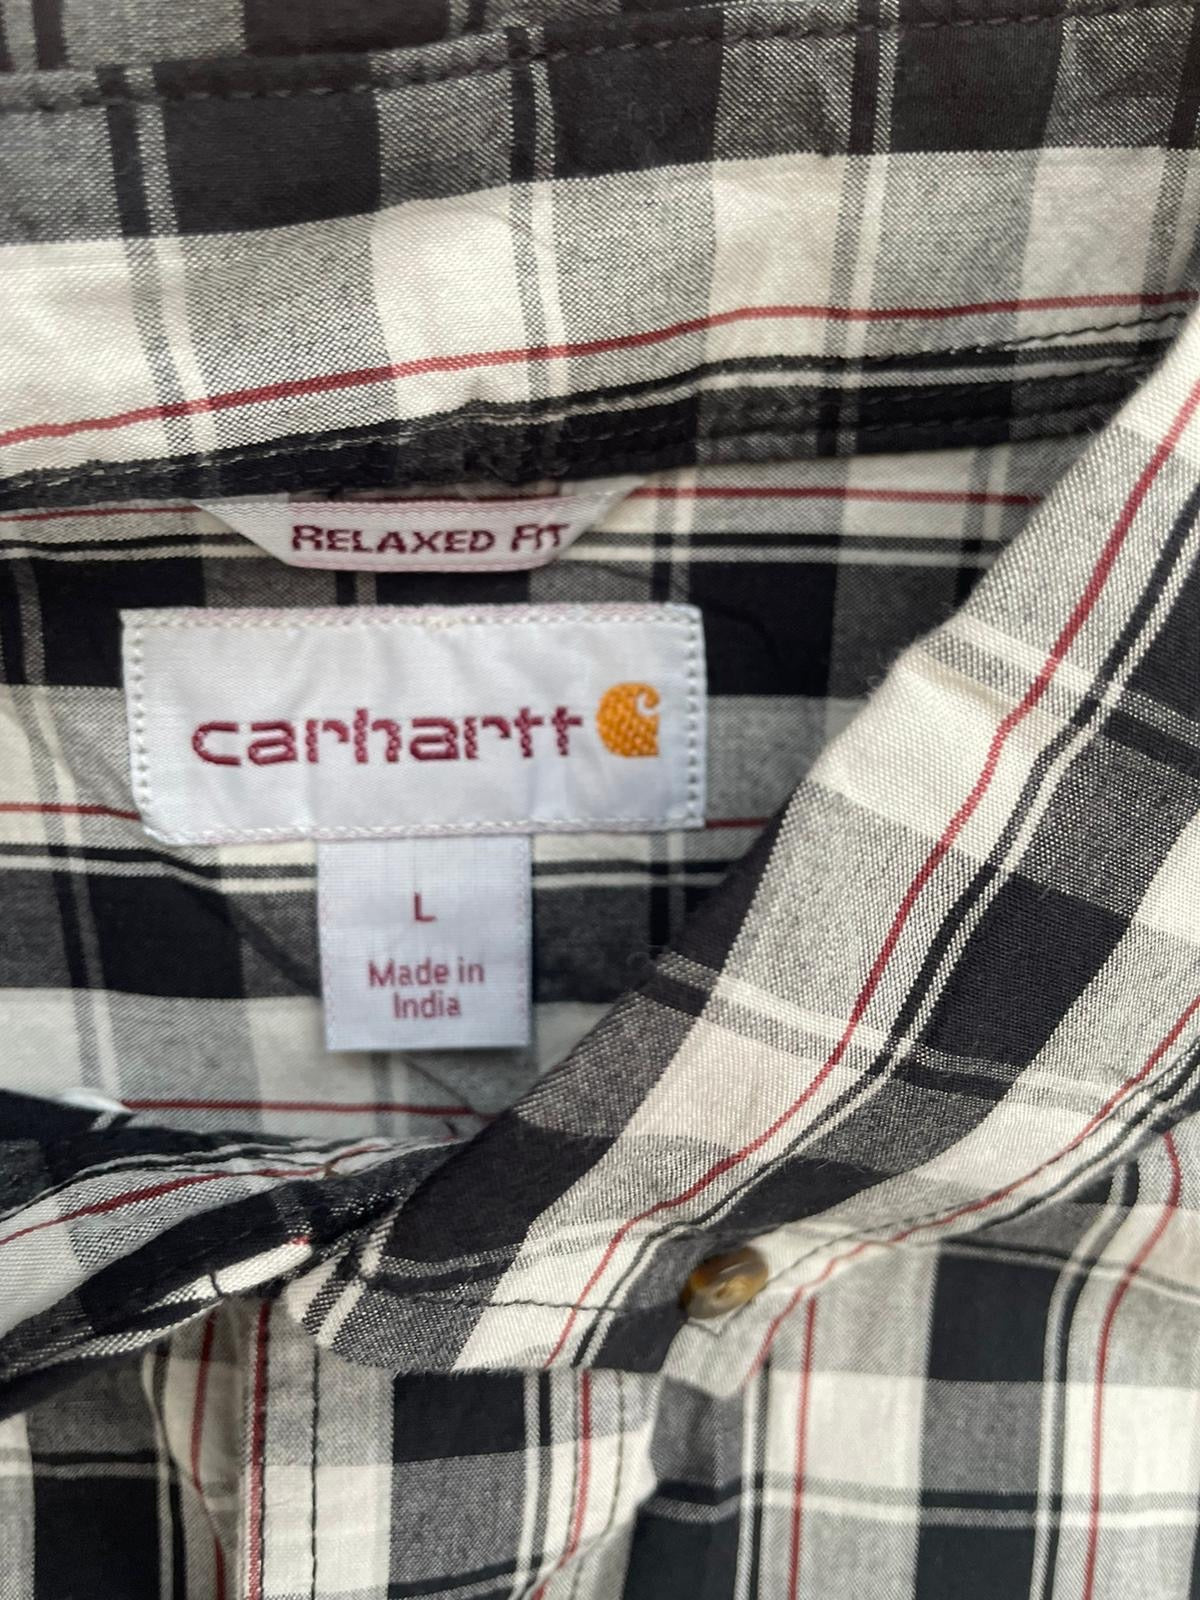 RELAXED FIT
carhartt
L
Made in
India